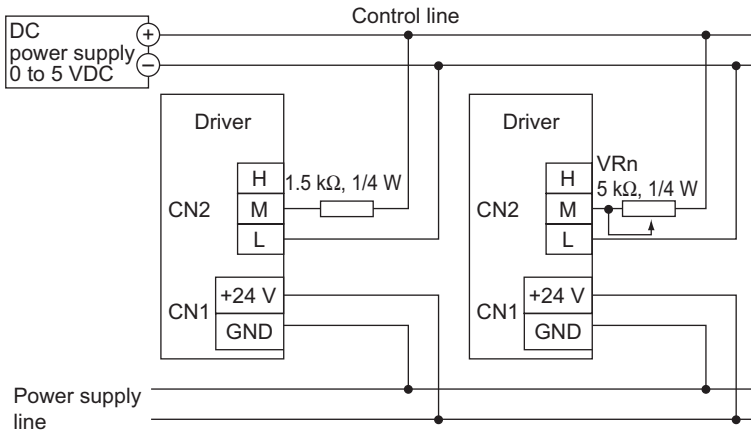 Control line
DC
power supply
0 to 5 VDC
+
−
Driver
H
M
L
CN2
1.5 kΩ, 1/4 W
+24 V
GND
CN1
Driver
H
M
L
CN2
VRn
5 kΩ, 1/4 W
+24 V
GND
CN1
Power supply
line